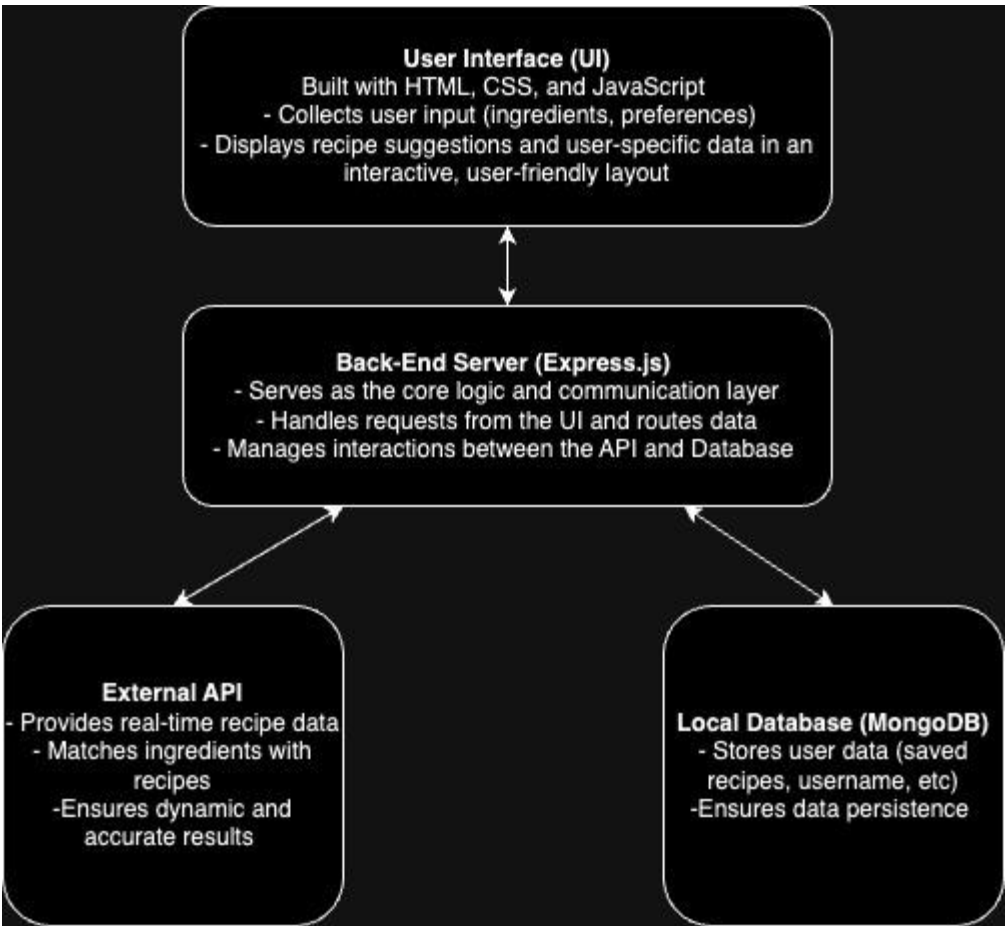 User Interface (UI)
Built with HTML, CSS, and JavaScript
- Collects user input (ingredients, preferences)
- Displays recipe suggestions and user-specific data in an
interactive, user-friendly layout
Back-End Server (Express.js)
- Serves as the core logic and communication layer
- Handles requests from the UI and routes data
- Manages interactions between the API and Database
External API
- Provides real-time recipe data
- Matches ingredients with
recipes
-Ensures dynamic and
accurate results
Local Database (MongoDB)
- Stores user data (saved
recipes, username, etc)
-Ensures data persistence